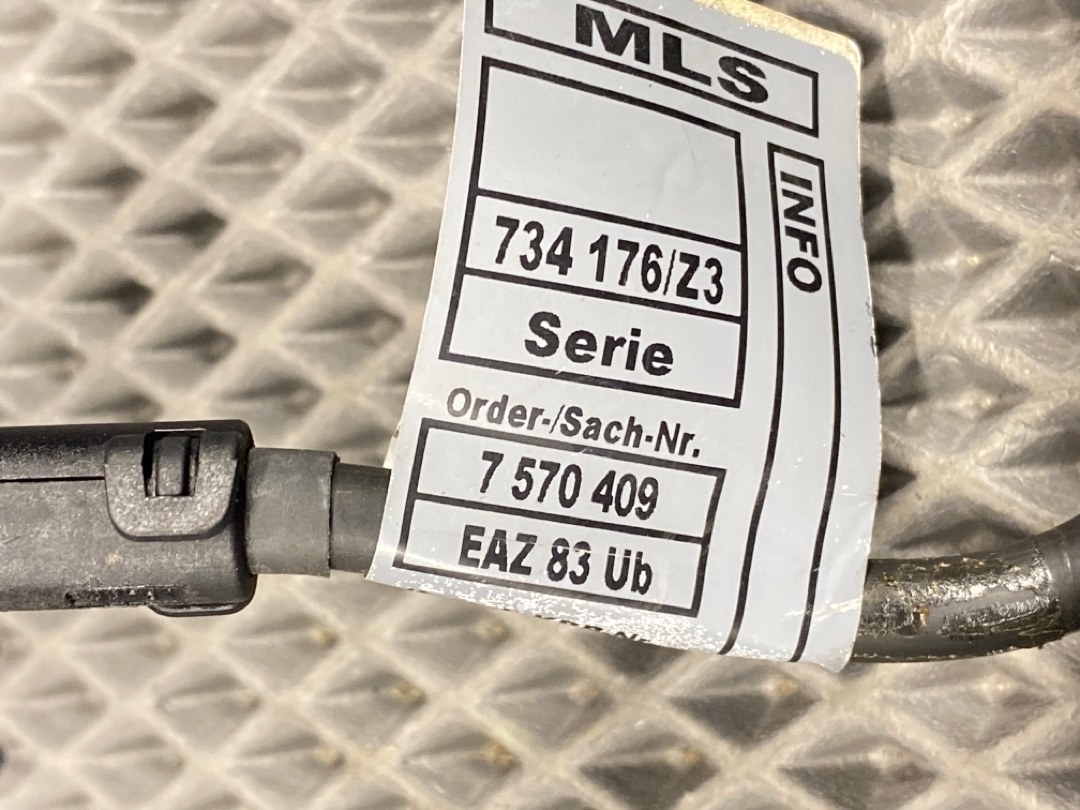 MLS
INFO
734 176/Z3
Serie
Order-/Sach-Nr.
7 570 409
EAZ 83 Ub